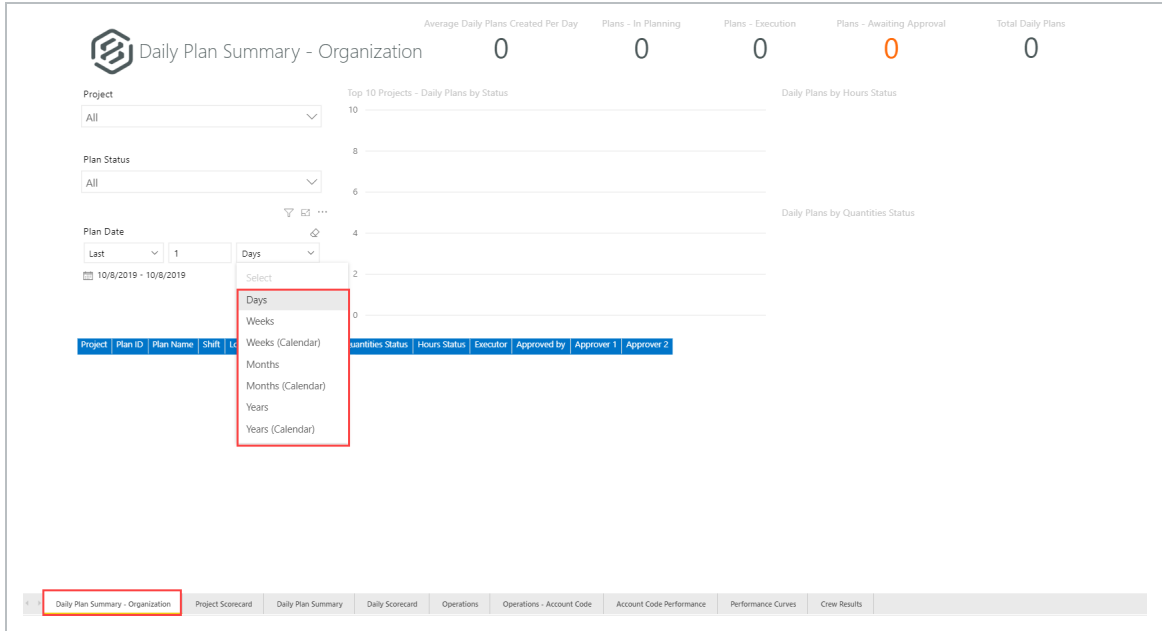 Average Daily Plans Created Per Day
Plans - In Planning
Plans - Execution
Plans - Awaiting Approval
Total Daily Plans
Daily Plan Summary - Organization
0
0
0
0
0
Project
All
Plan Status
All
Plan Date
Last
1
Days
10/8/2019 - 10/8/2019
Select
Days
Weeks
Weeks (Calendar)
Months
Months (Calendar)
Years
Years (Calendar)
Top 10 Projects - Daily Plans by Status
10
8
6
4
2
0
Daily Plans by Hours Status
Daily Plans by Quantities Status
Project Plan ID Plan Name Shift Hours Status Executor Approved by Approver 1 Approver 2
Daily Plan Summary - Organization
Project Scorecard
Daily Plan Summary
Daily Scorecard
Operations
Operations - Account Code
Account Code Performance
Performance Curves
Crew Results